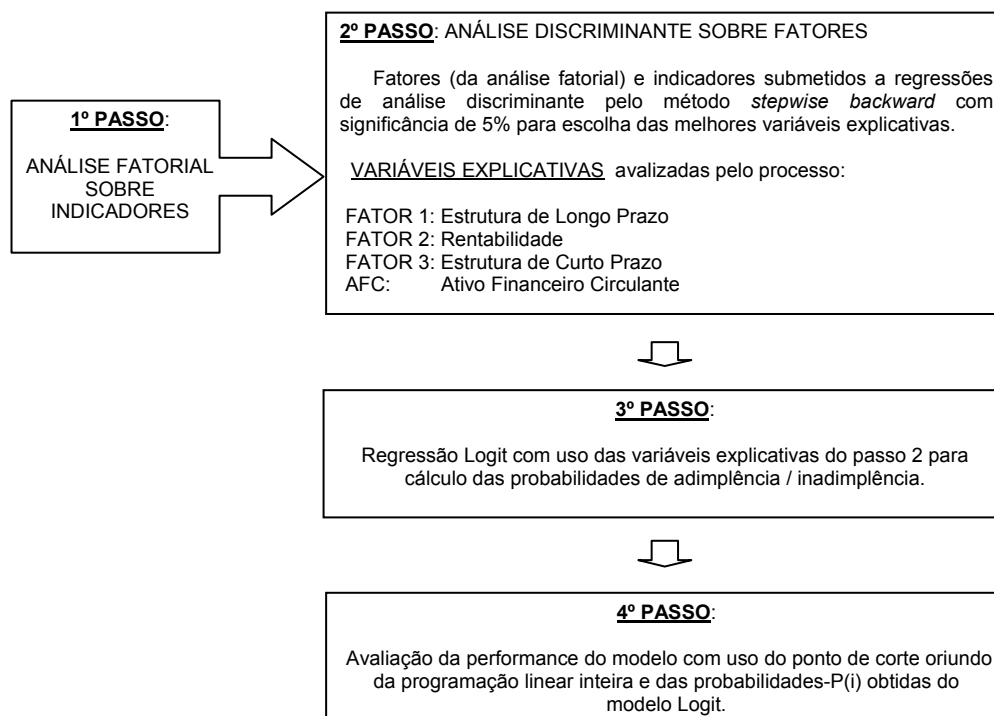 1º PASSO:
ANÁLISE FATORIAL
SOBRE
INDICADORES
2º PASSO: ANÁLISE DISCRIMINANTE SOBRE FATORES
Fatores (da análise fatorial) e indicadores submetidos a regressões
de análise discriminante pelo método stepwise backward com
significância de 5% para escolha das melhores variáveis explicativas.
VARIÁVEIS EXPLICATIVAS avalizadas pelo processo:
FATOR 1: Estrutura de Longo Prazo
FATOR 2: Rentabilidade
FATOR 3: Estrutura de Curto Prazo
AFC: Ativo Financeiro Circulante
3º PASSO:
Regressão Logit com uso das variáveis explicativas do passo 2 para
cálculo das probabilidades de adimplência / inadimplência.
4º PASSO:
Avaliação da performance do modelo com uso do ponto de corte oriundo
da programação linear inteira e das probabilidades-P(i) obtidas do
modelo Logit.